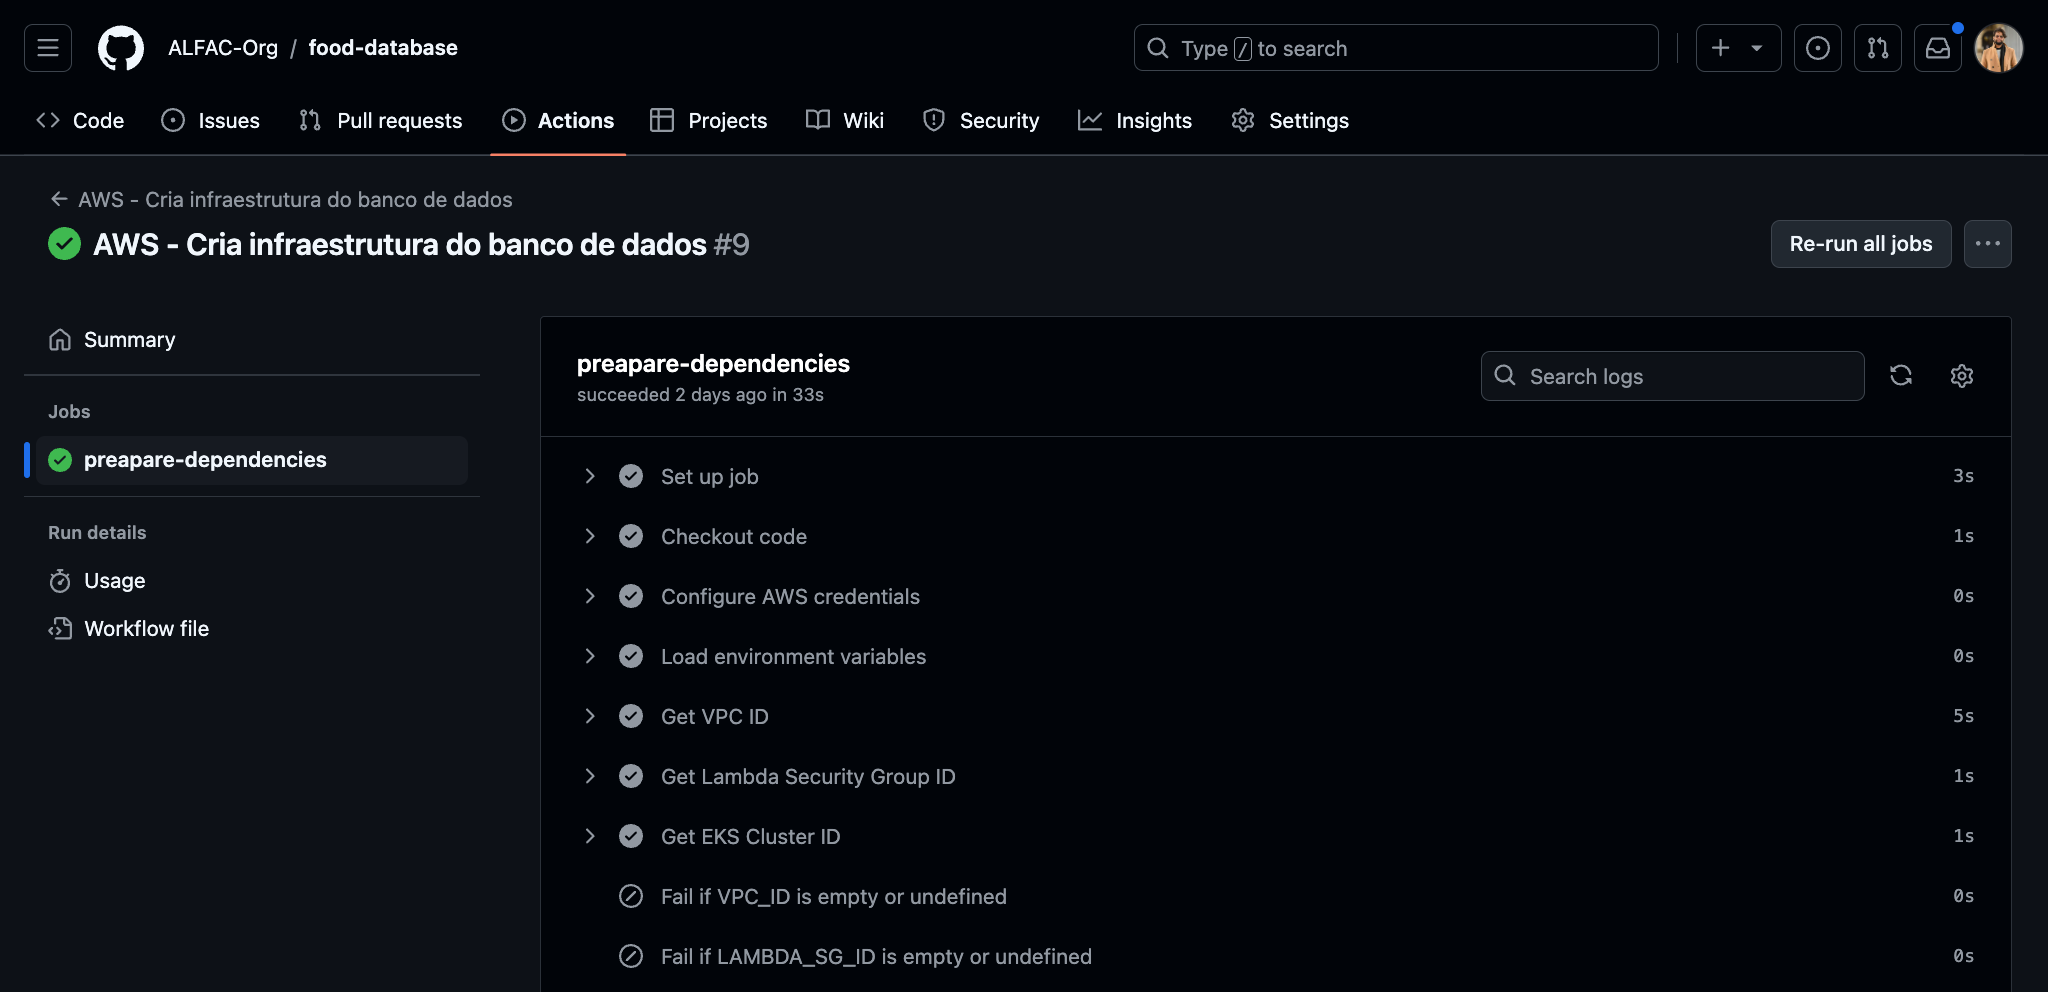 ALFAC-Org / food-database
Type / to search
Code
Issues
Pull requests
Actions
Projects
Wiki
Security
Insights
Settings
AWS - Cria infraestrutura do banco de dados
AWS - Cria infraestrutura do banco de dados #9
Re-run all jobs
Summary
Jobs
preapare-dependencies
Run details
Usage
Workflow file
preapare-dependencies
succeeded 2 days ago in 33s
Search logs
Set up job 3s
Checkout code 1s
Configure AWS credentials 0s
Load environment variables 0s
Get VPC ID 5s
Get Lambda Security Group ID 1s
Get EKS Cluster ID 1s
Fail if VPC_ID is empty or undefined 0s
Fail if LAMBDA_SG_ID is empty or undefined 0s